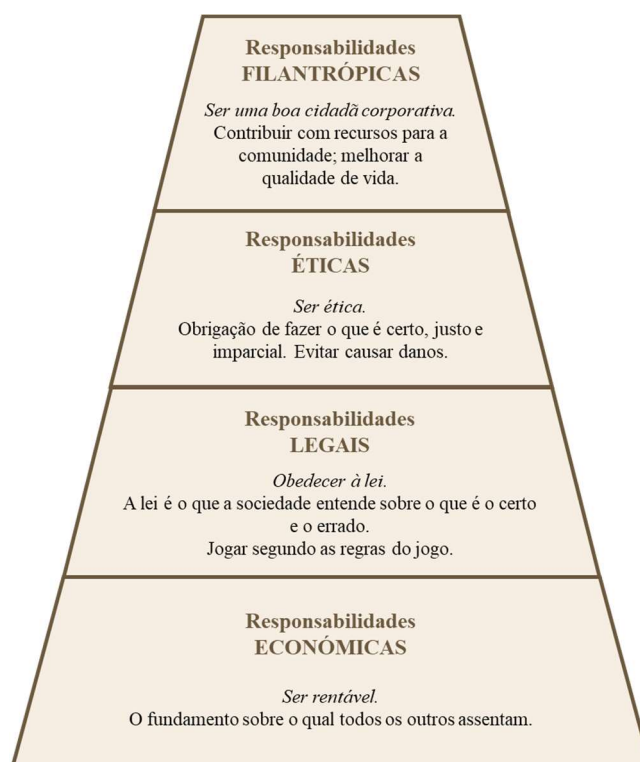 Responsabilidades
FILANTRÓPICAS
Ser uma boa cidadã corporativa.
Contribuir com recursos para a
comunidade; melhorar a
qualidade de vida.
Responsabilidades
ÉTICAS
Ser ética.
Obrigação de fazer o que é certo, justo e
imparcial. Evitar causar danos.
Responsabilidades
LEGAIS
Obedecer à lei.
A lei é o que a sociedade entende sobre o que é o certo
e o errado.
Jogar segundo as regras do jogo.
Responsabilidades
ECONÓMICAS
Ser rentável.
O fundamento sobre o qual todos os outros assentam.